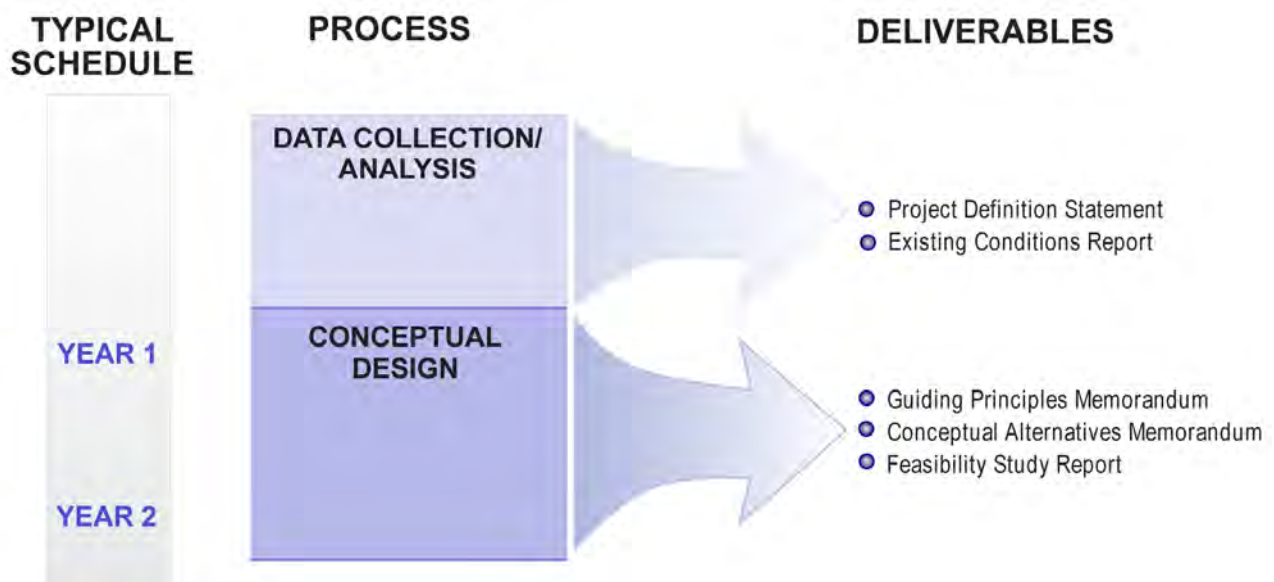 TYPICAL
SCHEDULE
PROCESS
DELIVERABLES
DATA COLLECTION/
ANALYSIS
Project Definition Statement
Existing Conditions Report
YEAR 1
CONCEPTUAL
DESIGN
Guiding Principles Memorandum
Conceptual Alternatives Memorandum
Feasibility Study Report
YEAR 2